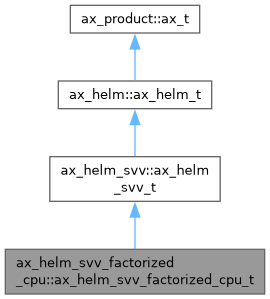 ax_product::ax_t
ax_helm::ax_helm_t
ax_helm_svv::ax_helm
_svv_t
ax_helm_svv_factorized
_cpu::ax_helm_svv_factorized_cpu_t